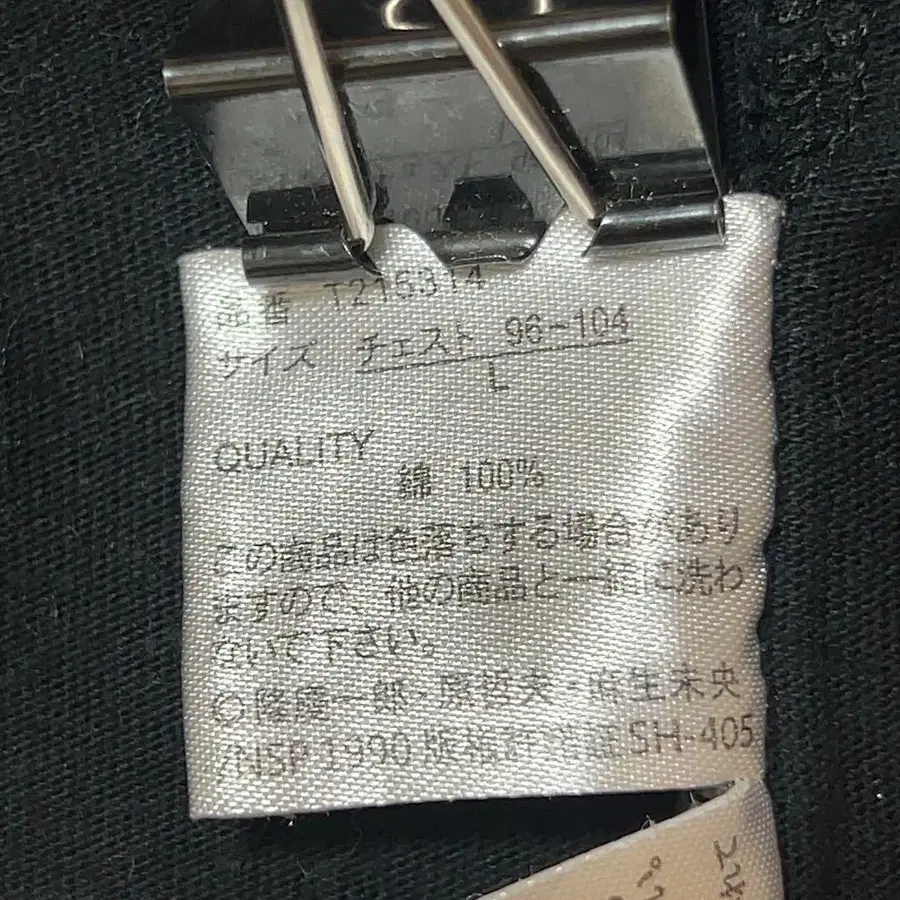 品番 T215314
サイズ チェスト 96-104
L
QUALITY
綿 100%
この商品は色落ちする場合があり
ますので、他の商品と一緒に洗わ
ないで下さい。
©隆慶一郎・原哲夫・麻生未央
/NSP 1990 版権許諾証SH-405